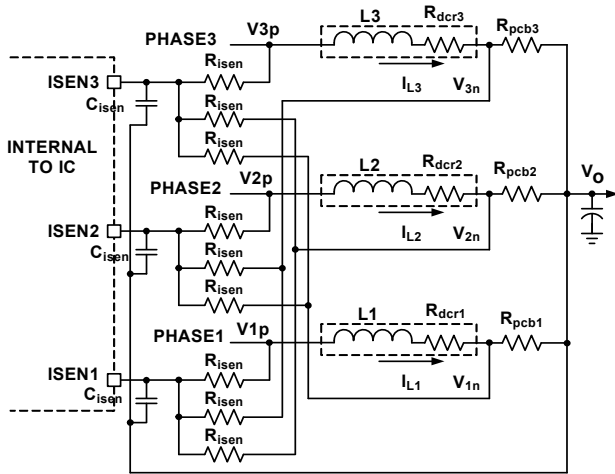 PHASE3 V3p L3 Rdcr3 Rpcb3
ISEN3 Risen
Cisen IL3 V3n
Risen
Risen
INTERNAL
TO IC
PHASE2 V2p L2 Rdcr2 Rpcb2 Vo
ISEN2 Risen
Cisen IL2 V2n
Risen
Risen
PHASE1 V1p L1 Rdcr1 Rpcb1
ISEN1 Risen
Cisen IL1 V1n
Risen
Risen